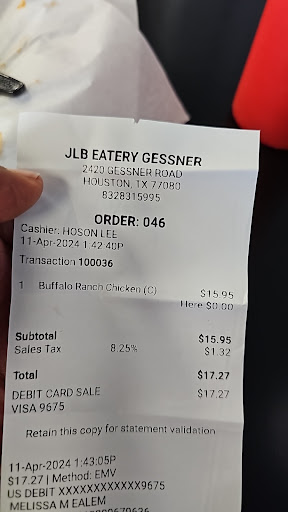 JLB EATERY GESSNER
2420 GESSNER ROAD
HOUSTON, TX 77080
8328315995
ORDER: 046
Cashier: HOSON LEE
11-Apr-2024 1:42:40P
Transaction 100036
1 Buffalo Ranch Chicken (C) $15.95
Here $0.00
Subtotal $15.95
Sales Tax 8.25% $1.32
Total $17.27
DEBIT CARD SALE $17.27
VISA 9675
Retain this copy for statement validation
11-Apr-2024 1:43:05P
$17.27 | Method: EMV
US DEBIT XXXXXXXXXXXX9675
MELISSA M EALEM